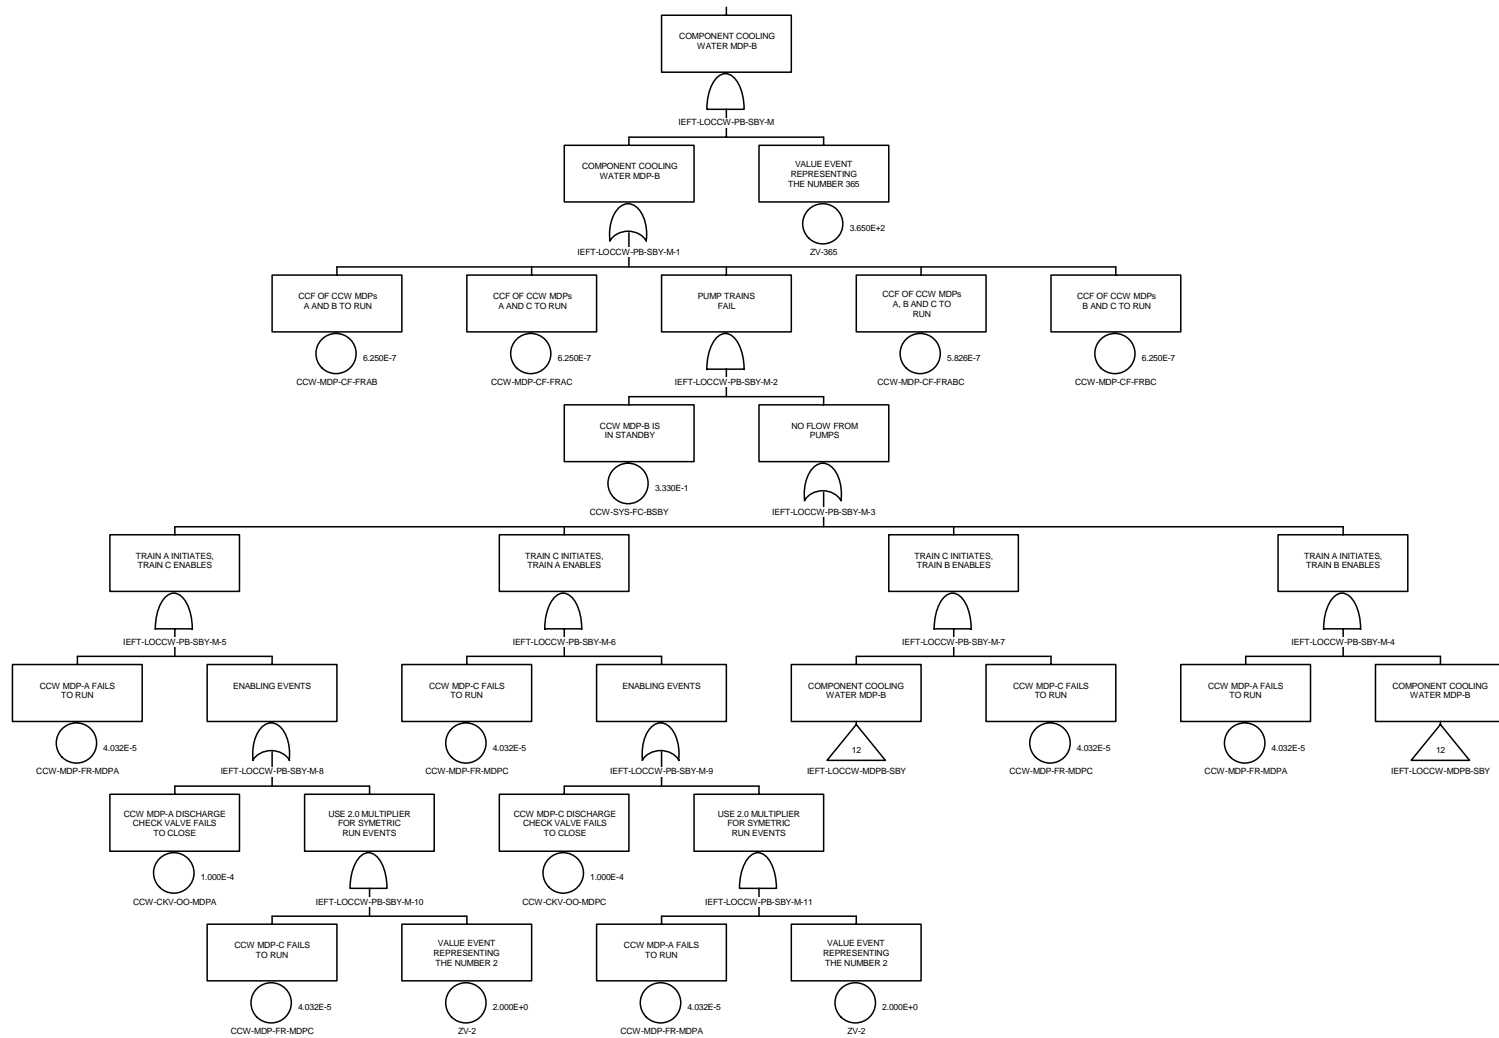 COMPONENT COOLING
WATER MDP-B
IEFT-LOCCW-PB-SBY-M
COMPONENT COOLING
WATER MDP-B
IEFT-LOCCW-PB-SBY-M-1
VALUE EVENT
REPRESENTING
THE NUMBER 365
3.650E+2
ZV-365
CCF OF CCW MDPs
A AND B TO RUN
6.250E-7
CCW-MDP-CF-FRAB
CCF OF CCW MDPs
A AND C TO RUN
6.250E-7
CCW-MDP-CF-FRAC
PUMP TRAINS
FAIL
IEFT-LOCCW-PB-SBY-M-2
CCF OF CCW MDPs
A, B AND C TO
RUN
5.826E-7
CCW-MDP-CF-FRABC
CCF OF CCW MDPs
B AND C TO RUN
6.250E-7
CCW-MDP-CF-FRBC
CCW MDP-B IS
IN STANDBY
3.330E-1
CCW-SYS-FC-BSBY
NO FLOW FROM
PUMPS
IEFT-LOCCW-PB-SBY-M-3
TRAIN A INITIATES,
TRAIN C ENABLES
IEFT-LOCCW-PB-SBY-M-5
TRAIN C INITIATES,
TRAIN A ENABLES
IEFT-LOCCW-PB-SBY-M-6
TRAIN C INITIATES,
TRAIN B ENABLES
IEFT-LOCCW-PB-SBY-M-7
TRAIN A INITIATES,
TRAIN B ENABLES
IEFT-LOCCW-PB-SBY-M-4
CCW MDP-A FAILS
TO RUN
4.032E-5
CCW-MDP-FR-MDPA
ENABLING EVENTS
IEFT-LOCCW-PB-SBY-M-8
CCW MDP-C FAILS
TO RUN
4.032E-5
CCW-MDP-FR-MDPC
ENABLING EVENTS
IEFT-LOCCW-PB-SBY-M-9
COMPONENT COOLING
WATER MDP-B
12
IEFT-LOCCW-MDPB-SBY
CCW MDP-C FAILS
TO RUN
4.032E-5
CCW-MDP-FR-MDPC
CCW MDP-A FAILS
TO RUN
4.032E-5
CCW-MDP-FR-MDPA
COMPONENT COOLING
WATER MDP-B
12
IEFT-LOCCW-MDPB-SBY
CCW MDP-A DISCHARGE
CHECK VALVE FAILS
TO CLOSE
1.000E-4
CCW-CKV-OO-MDPA
USE 2.0 MULTIPLIER
FOR SYMETRIC
RUN EVENTS
IEFT-LOCCW-PB-SBY-M-10
CCW MDP-C DISCHARGE
CHECK VALVE FAILS
TO CLOSE
1.000E-4
CCW-CKV-OO-MDPC
USE 2.0 MULTIPLIER
FOR SYMETRIC
RUN EVENTS
IEFT-LOCCW-PB-SBY-M-11
CCW MDP-C FAILS
TO RUN
4.032E-5
CCW-MDP-FR-MDPC
VALUE EVENT
REPRESENTING
THE NUMBER 2
2.000E+0
ZV-2
CCW MDP-A FAILS
TO RUN
4.032E-5
CCW-MDP-FR-MDPA
VALUE EVENT
REPRESENTING
THE NUMBER 2
2.000E+0
ZV-2